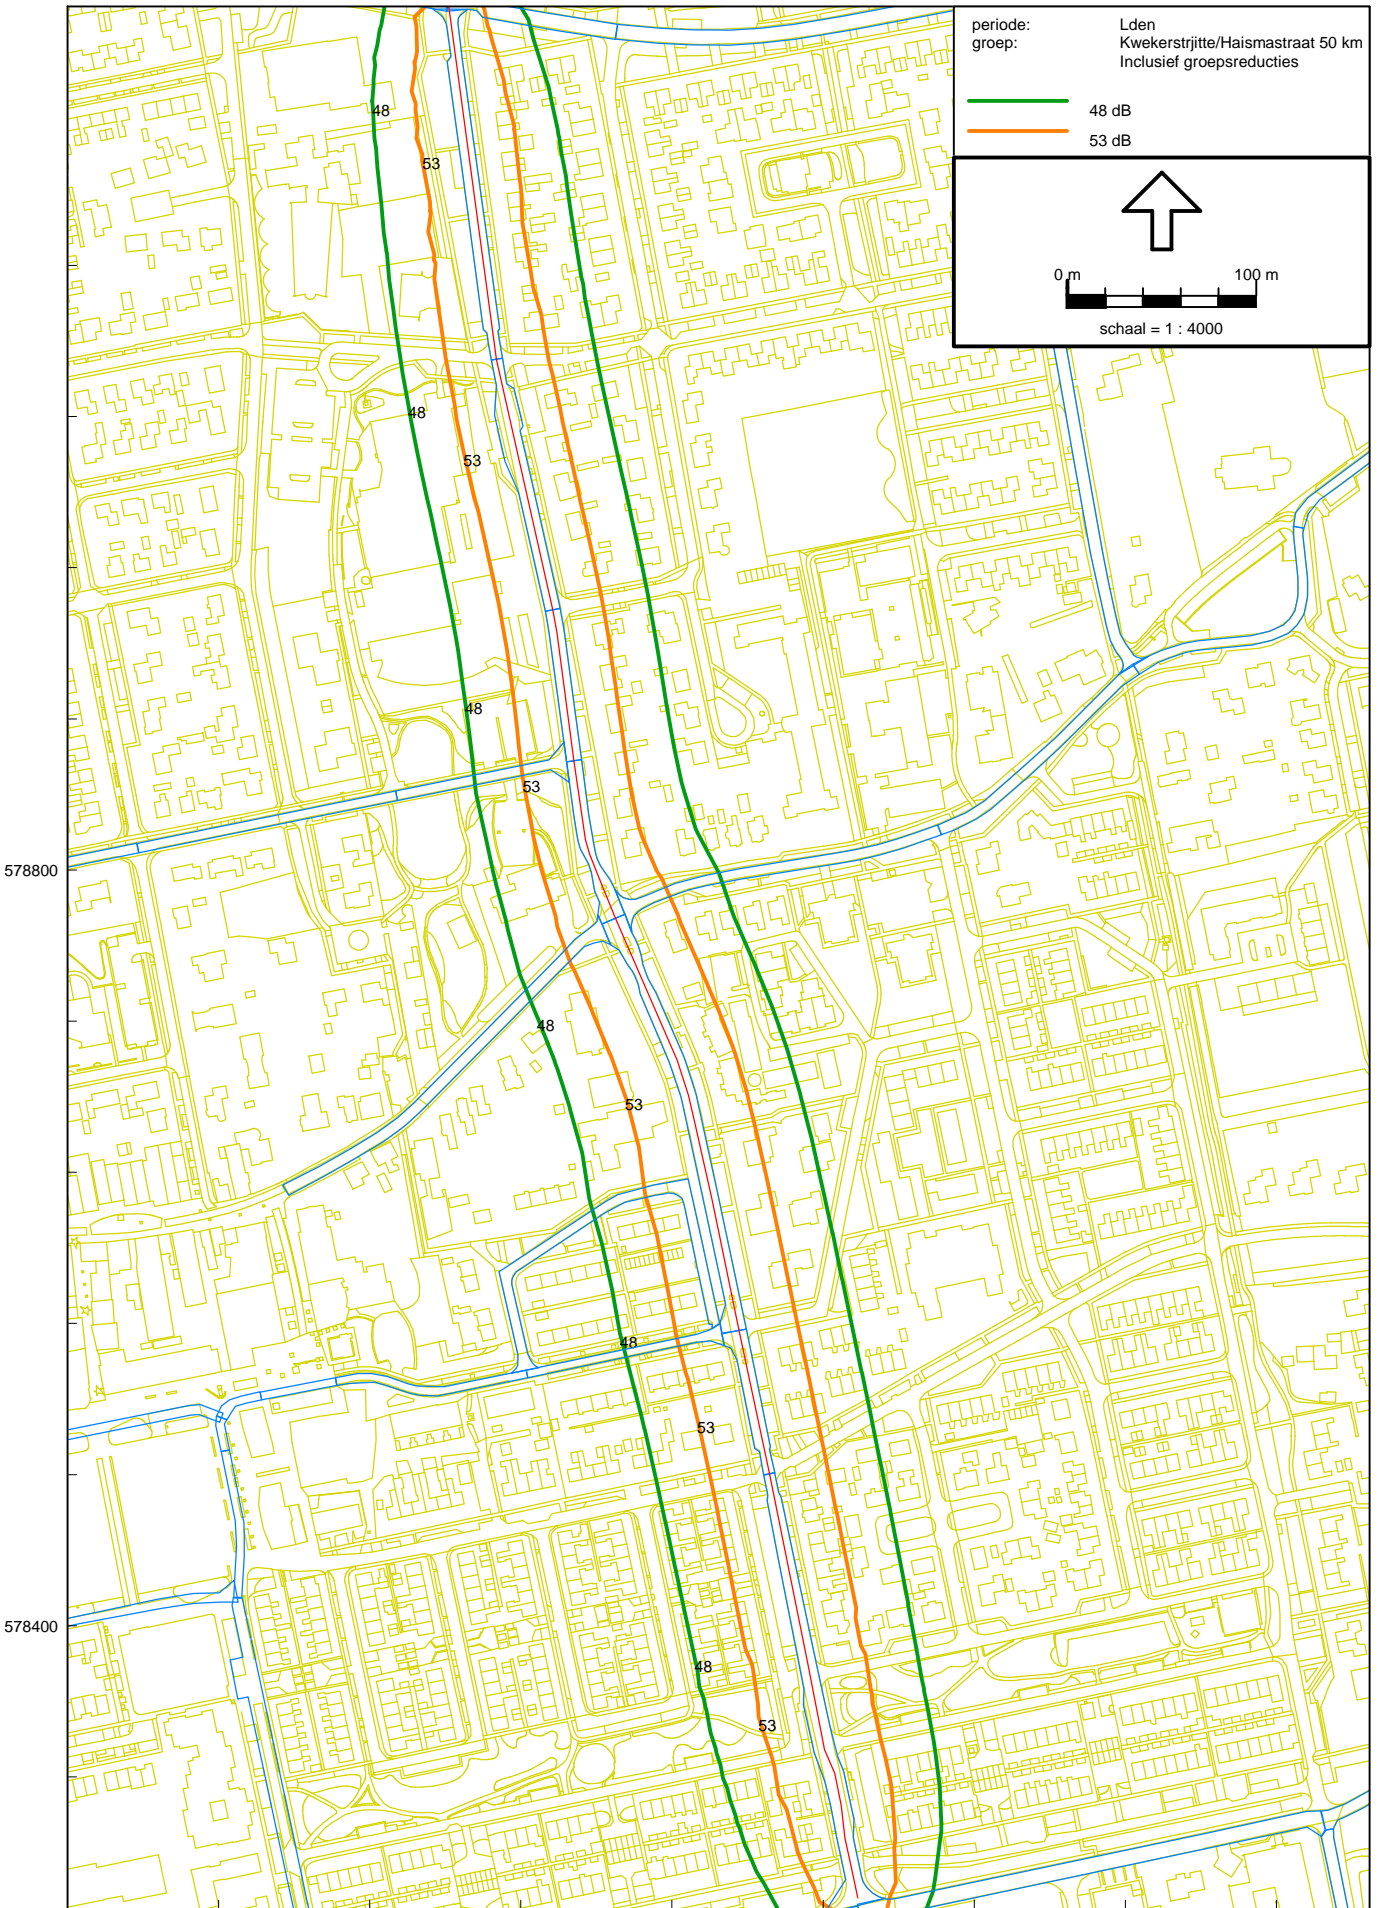 periode: Lden
groep: Kwekerstrjitte/Haismastraat 50 km
Inclusief groepsreducties
48 dB
53 dB
0 m 100 m
schaal = 1 : 4000
48
53
48
53
48
53
578800
48
53
48
53
578400
48
53